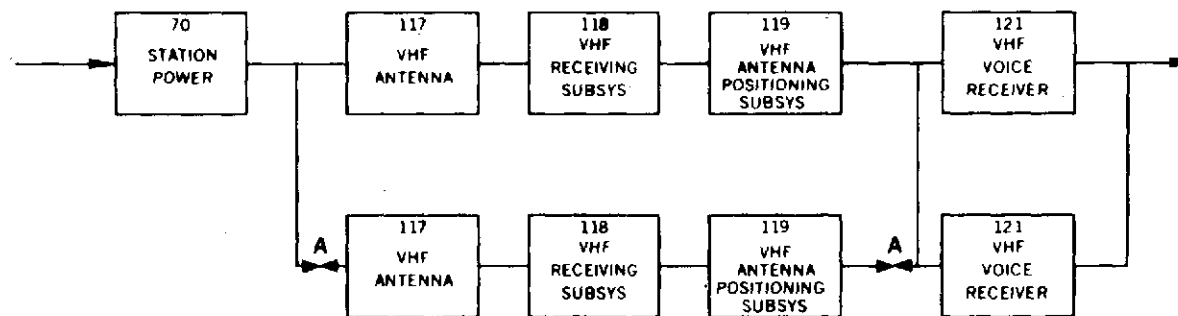 70
STATION
POWER
117
VHF
ANTENNA
118
VHF
RECEIVING
SUBSYS
119
VHF
ANTENNA
POSITIONING
SUBSYS
121
VHF
VOICE
RECEIVER
A
117
VHF
ANTENNA
118
VHF
RECEIVING
SUBSYS
119
VHF
ANTENNA
POSITIONING
SUBSYS
A
121
VHF
VOICE
RECEIVER